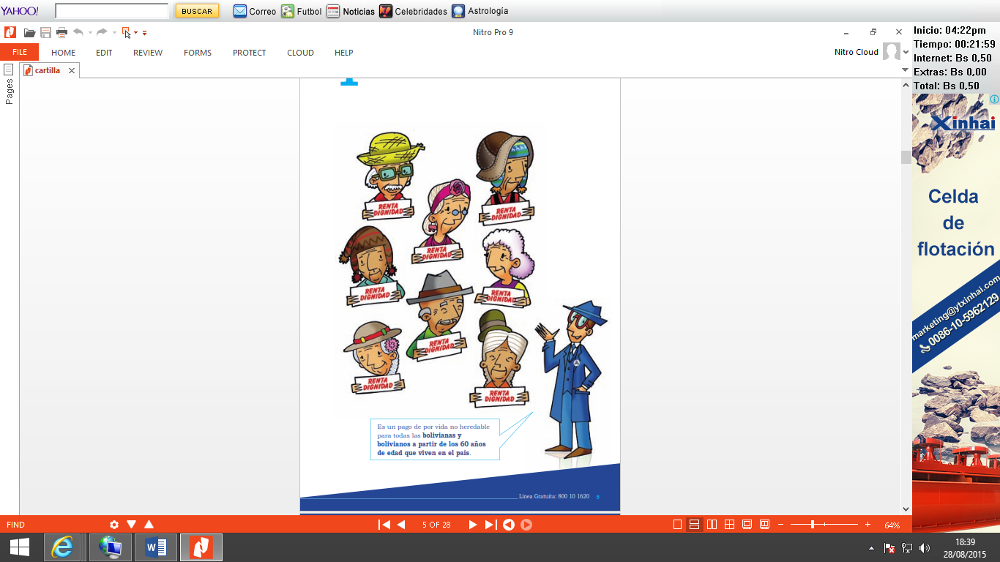 YAHOO!
BUSCAR
Correo
Futbol
Noticias
Celebridades
Astrología
Nitro Pro 9
Inicio: 04:22pm
Tiempo: 00:21:59
Internet: Bs 0,50
Extras: Bs 0,00
Total: Bs 0,50
FILE
HOME
EDIT
REVIEW
FORMS
PROTECT
CLOUD
HELP
Nitro Cloud
cartilla
Pages
RENTA
DIGNIDAD
RENTA
DIGNIDAD
RENTA
DIGNIDAD
RENTA
DIGNIDAD
RENTA
DIGNIDAD
RENTA
DIGNIDAD
RENTA
DIGNIDAD
RENTA
DIGNIDAD
Es un pago de por vida no heredable
para todas las bolivianas y
bolivianos a partir de los 60 años
de edad que viven en el país.
Línea Gratuita: 800 10 1620
5
Xinhai
Celda
de
flotación
marketing@ytxinhai.com
0086-10-5962129
FIND
5 OF 28
64%
18:39
28/08/2015